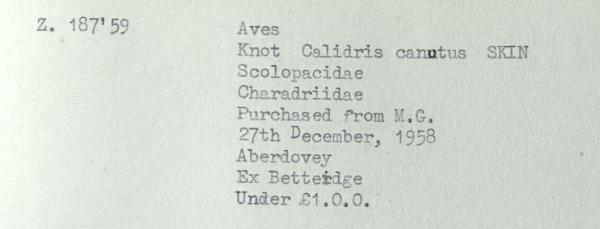 Z. 187'59 Aves
Knot Calidris canutus SKIN
Scolopacidae
Charadriidae
Purchased from M.G.
27th December, 1958
Aberdovey
Ex Betteridge
Under £1.0.0.